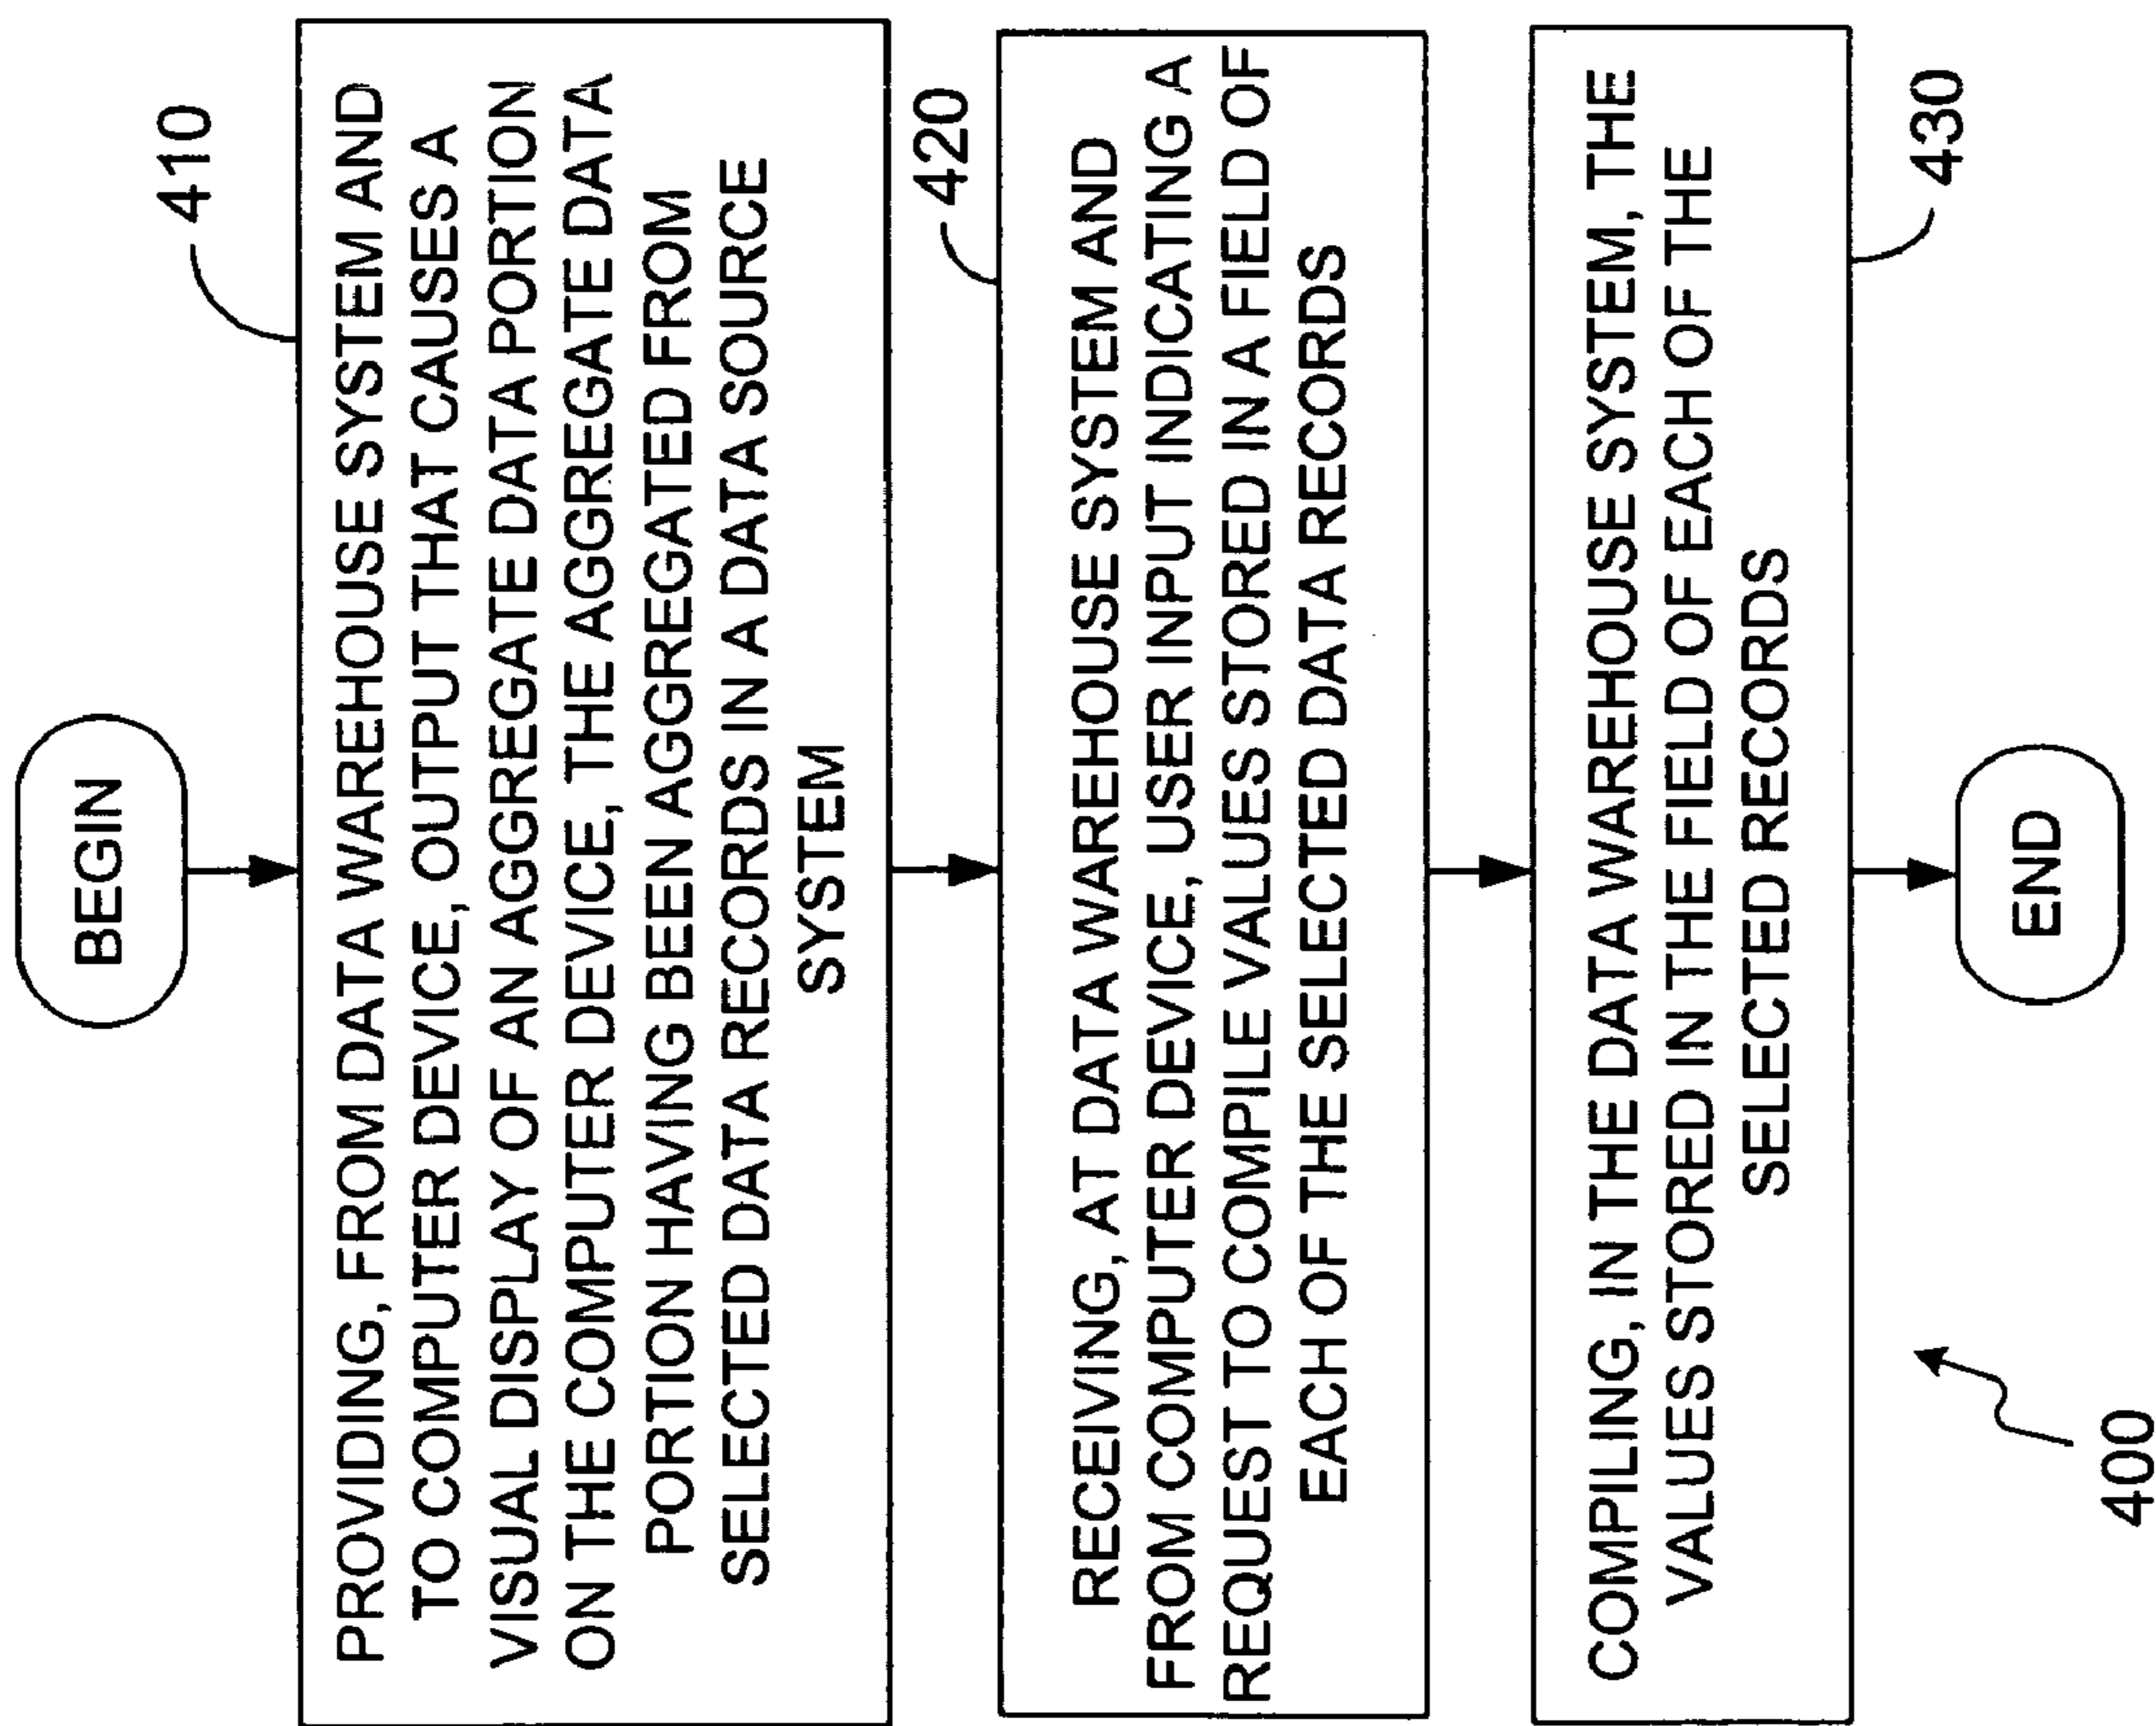 BEGIN
410
PROVIDING, FROM DATA WAREHOUSE SYSTEM AND
TO COMPUTER DEVICE, OUTPUT THAT CAUSES A
VISUAL DISPLAY OF AN AGGREGATE DATA PORTION
ON THE COMPUTER DEVICE, THE AGGREGATE DATA
PORTION HAVING BEEN AGGREGATED FROM
SELECTED DATA RECORDS IN A DATA SOURCE
SYSTEM
420
RECEIVING, AT DATA WAREHOUSE SYSTEM AND
FROM COMPUTER DEVICE, USER INPUT INDICATING A
REQUEST TO COMPILE VALUES STORED IN A FIELD OF
EACH OF THE SELECTED DATA RECORDS
COMPILING, IN THE DATA WAREHOUSE SYSTEM, THE
VALUES STORED IN THE FIELD OF EACH OF THE
SELECTED RECORDS
430
END
400